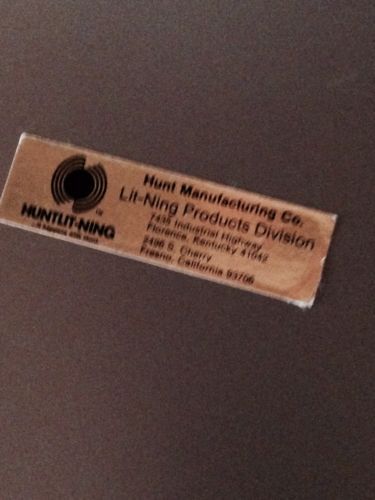 Hunt Manufacturing Co.
Lit-Ning Products Division
7435 Industrial Highway
Florence, Kentucky 41042
2496 S. Cherry
Fresno, California 93706
HUNTLIT-NING
TM